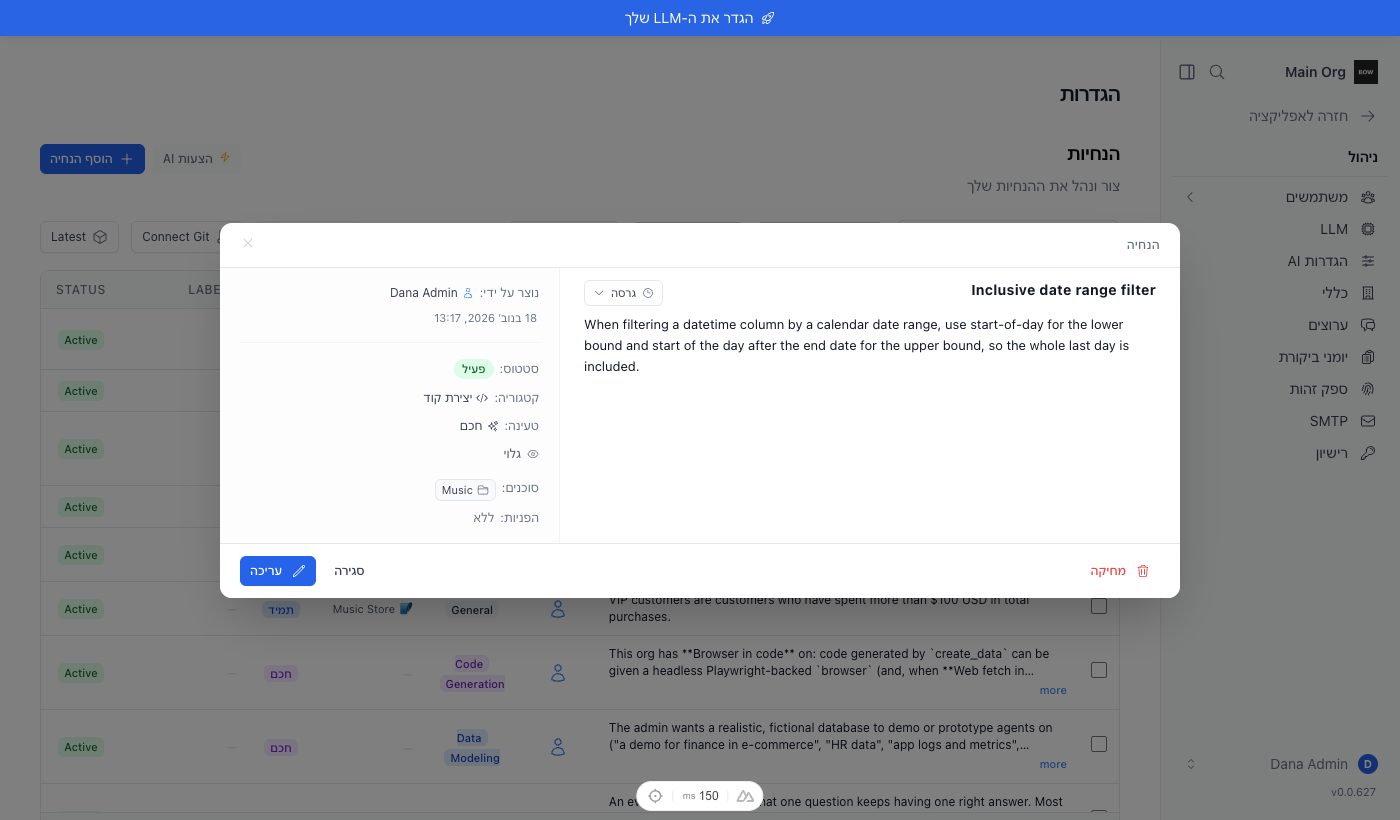 הגדר את ה-LLM שלך
Main Org
BOW
חזרה לאפליקציה
ניהול
משתמשים
LLM
הגדרות AI
כללי
ערוצים
יומני ביקורת
ספק זהות
SMTP
רישיון
Dana Admin
D
v0.0.627
הגדרות
הנחיות
צור ונהל את ההנחיות שלך
הצעות AI
הוסף הנחיה
Connect Git
Latest
STATUS
Active
Active
Active
Active
Active
Active
Active
הנחיה
Inclusive date range filter
גרסה
When filtering a datetime column by a calendar date range, use start-of-day for the lower
bound and start of the day after the end date for the upper bound, so the whole last day is
included.
נוצר על ידי: Dana Admin
18 בנוב׳ 2026, 13:17
סטטוס: פעיל
קטגוריה: יצירת קוד
טעינה: חכם
גלוי
סוכנים: Music
הפניות: ללא
מחיקה
סגירה
עריכה
VIP customers are customers who have spent more than $100 USD in total
purchases.
General
Music Store
תמיד
—
This org has **Browser in code** on: code generated by `create_data` can be
given a headless Playwright-backed `browser` (and, when **Web fetch in...
more
Code
Generation
—
חכם
—
The admin wants a realistic, fictional database to demo or prototype agents on
("a demo for finance in e-commerce", "HR data", "app logs and metrics",...
more
Data
Modeling
—
חכם
—
that one question keeps having one right answer. Most
150 ms